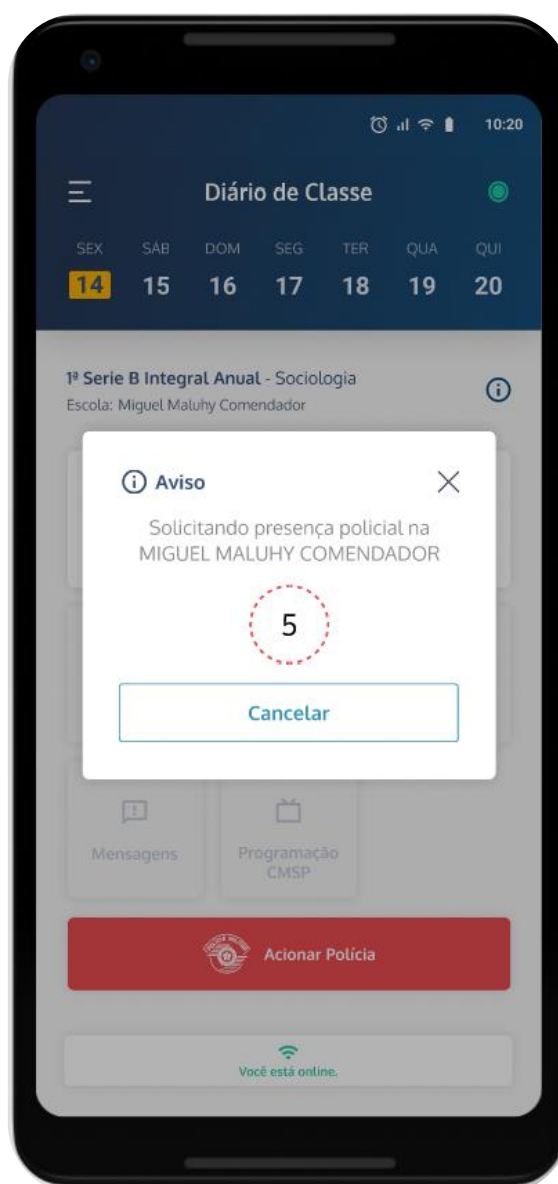 10:20
Diário de Classe
SEX SÁB DOM SEG TER QUA QUI
14 15 16 17 18 19 20
1ª Serie B Integral Anual - Sociologia
Escola: Miguel Maluhy Comendador
Aviso
Solicitando presença policial na
MIGUEL MALUHY COMENDADOR
5
Cancelar
Mensagens
Programação
CMSP
Acionar Polícia
Você está online.